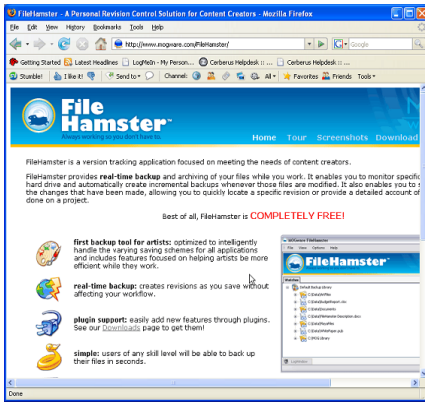 FileHamster - A Personal Revision Control Solution for Content Creators - Mozilla Firefox
File Edit View History Bookmarks Tools Help
http://www.mogware.com/FileHamster/
Google
Getting Started Latest Headlines LogMeIn - My Person... Cerberus Helpdesk :: ... Cerberus Helpdesk :: ...
Stumble! I like it! Send to Channel: All Favorites Friends Tools
File
Hamster™
Always working so you don't have to.
Home Tour Screenshots Download
FileHamster is a version tracking application focused on meeting the needs of content creators.
FileHamster provides real-time backup and archiving of your files while you work. It enables you to monitor specific
hard drive and automatically create incremental backups whenever those files are modified. It also enables you to
the changes that have been made, allowing you to quickly locate a specific revision or provide a detailed account of
done on a project.
Best of all, FileHamster is COMPLETELY FREE!
first backup tool for artists: optimized to intelligently
handle the varying saving schemes for all applications
and includes features focused on helping artists be more
efficient while they work.
real-time backup: creates revisions as you save without
affecting your workflow.
plugin support: easily add new features through plugins.
See our Downloads page to get them!
simple: users of any skill level will be able to back up
their files in seconds.
File View Options Help
FileHamster
Watches
Default Backup Library
Done